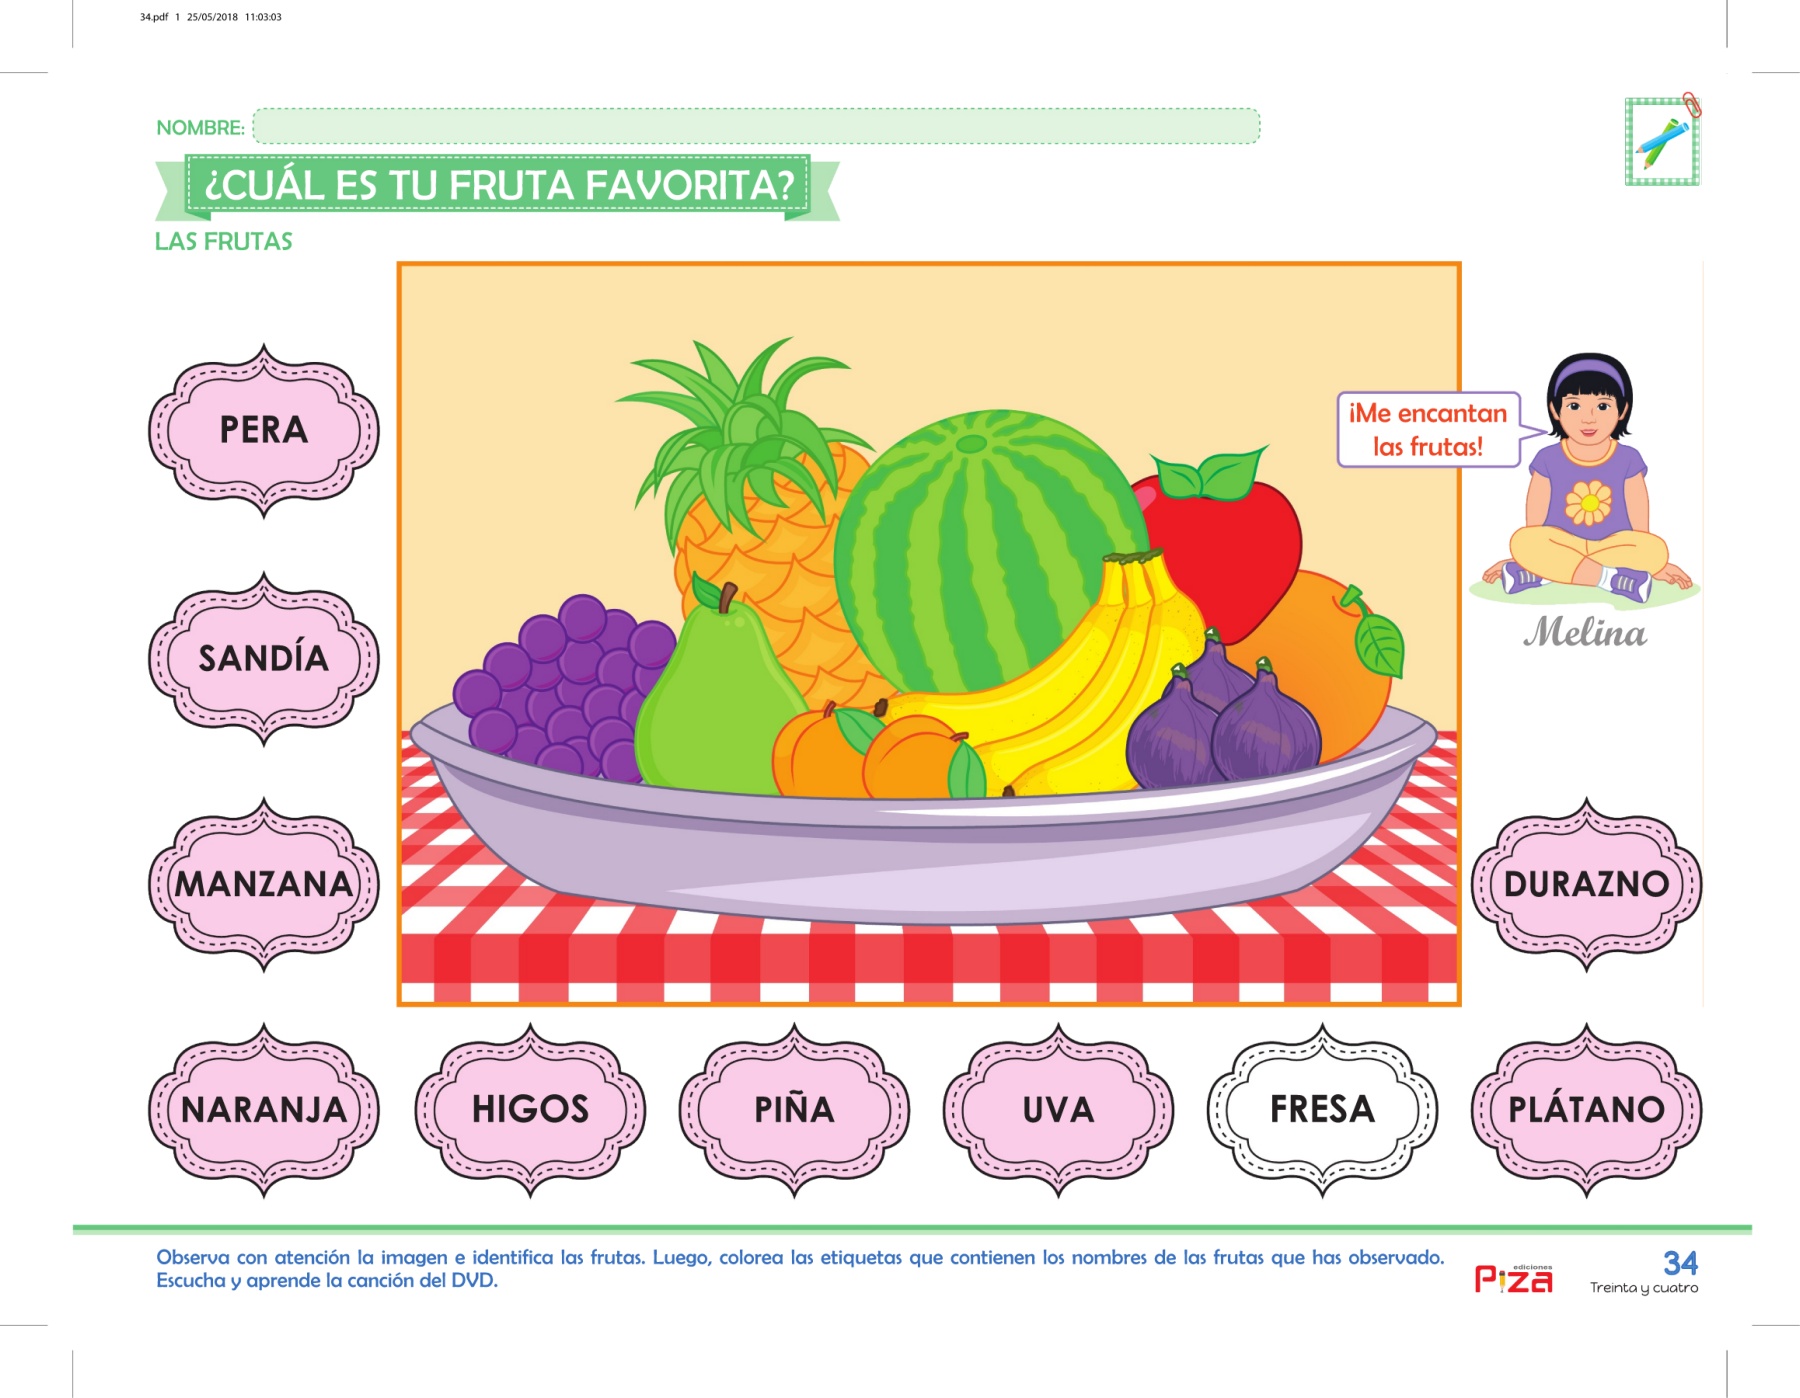 34.pdf 1 25/05/2018 11:03:03
NOMBRE:
¿CUÁL ES TU FRUTA FAVORITA?
LAS FRUTAS
¡Me encantan
las frutas!
Melina
PERA
SANDÍA
MANZANA
DURAZNO
NARANJA
HIGOS
PIÑA
UVA
FRESA
PLÁTANO
Observa con atención la imagen e identifica las frutas. Luego, colorea las etiquetas que contienen los nombres de las frutas que has observado.
Escucha y aprende la canción del DVD.
ediciones
Piza
34
Treinta y cuatro